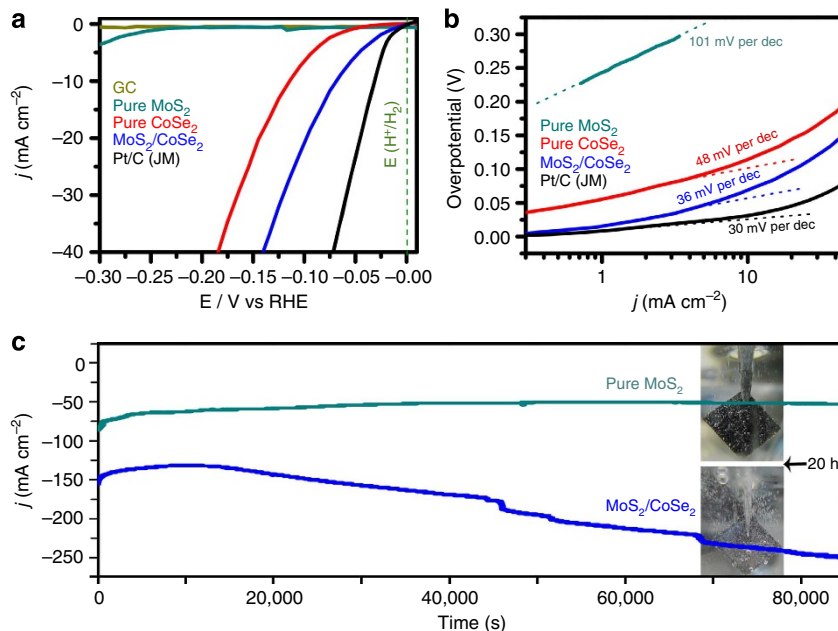 a
0
–10
–20
–30
–40
j (mA cm⁻²)
GC
Pure MoS₂
Pure CoSe₂
MoS₂/CoSe₂
Pt/C (JM)
E (H⁺/H₂)
–0.30 –0.25 –0.20 –0.15 –0.10 –0.05 –0.00
E / V vs RHE
b
0.30
0.25
0.20
0.15
0.10
0.05
0.00
Overpotential (V)
101 mV per dec
Pure MoS₂
Pure CoSe₂
MoS₂/CoSe₂
Pt/C (JM)
48 mV per dec
36 mV per dec
30 mV per dec
1 10
j (mA cm⁻²)
c
0
–50
–100
–150
–200
–250
j (mA cm⁻²)
Pure MoS₂
20 h
MoS₂/CoSe₂
0 20,000 40,000 60,000 80,000
Time (s)